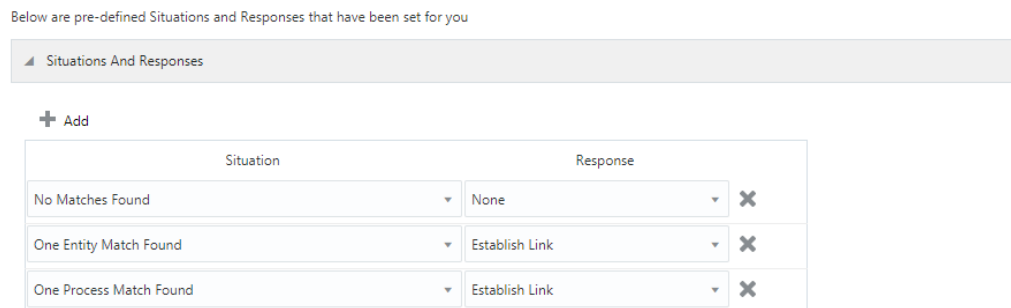 Below are pre-defined Situations and Responses that have been set for you
Situations And Responses
Add
Situation Response
No Matches Found None
One Entity Match Found Establish Link
One Process Match Found Establish Link